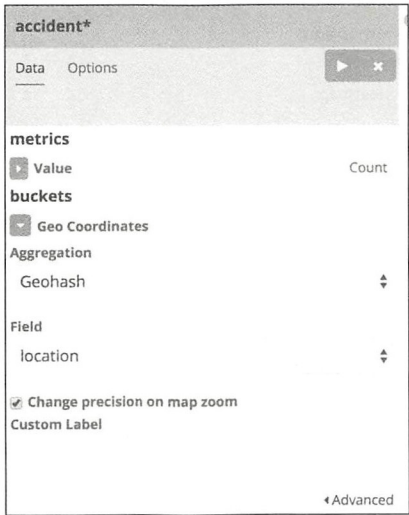 accident*
Data Options
metrics
Value Count
buckets
Geo Coordinates
Aggregation
Geohash
Field
location
Change precision on map zoom
Custom Label
Advanced